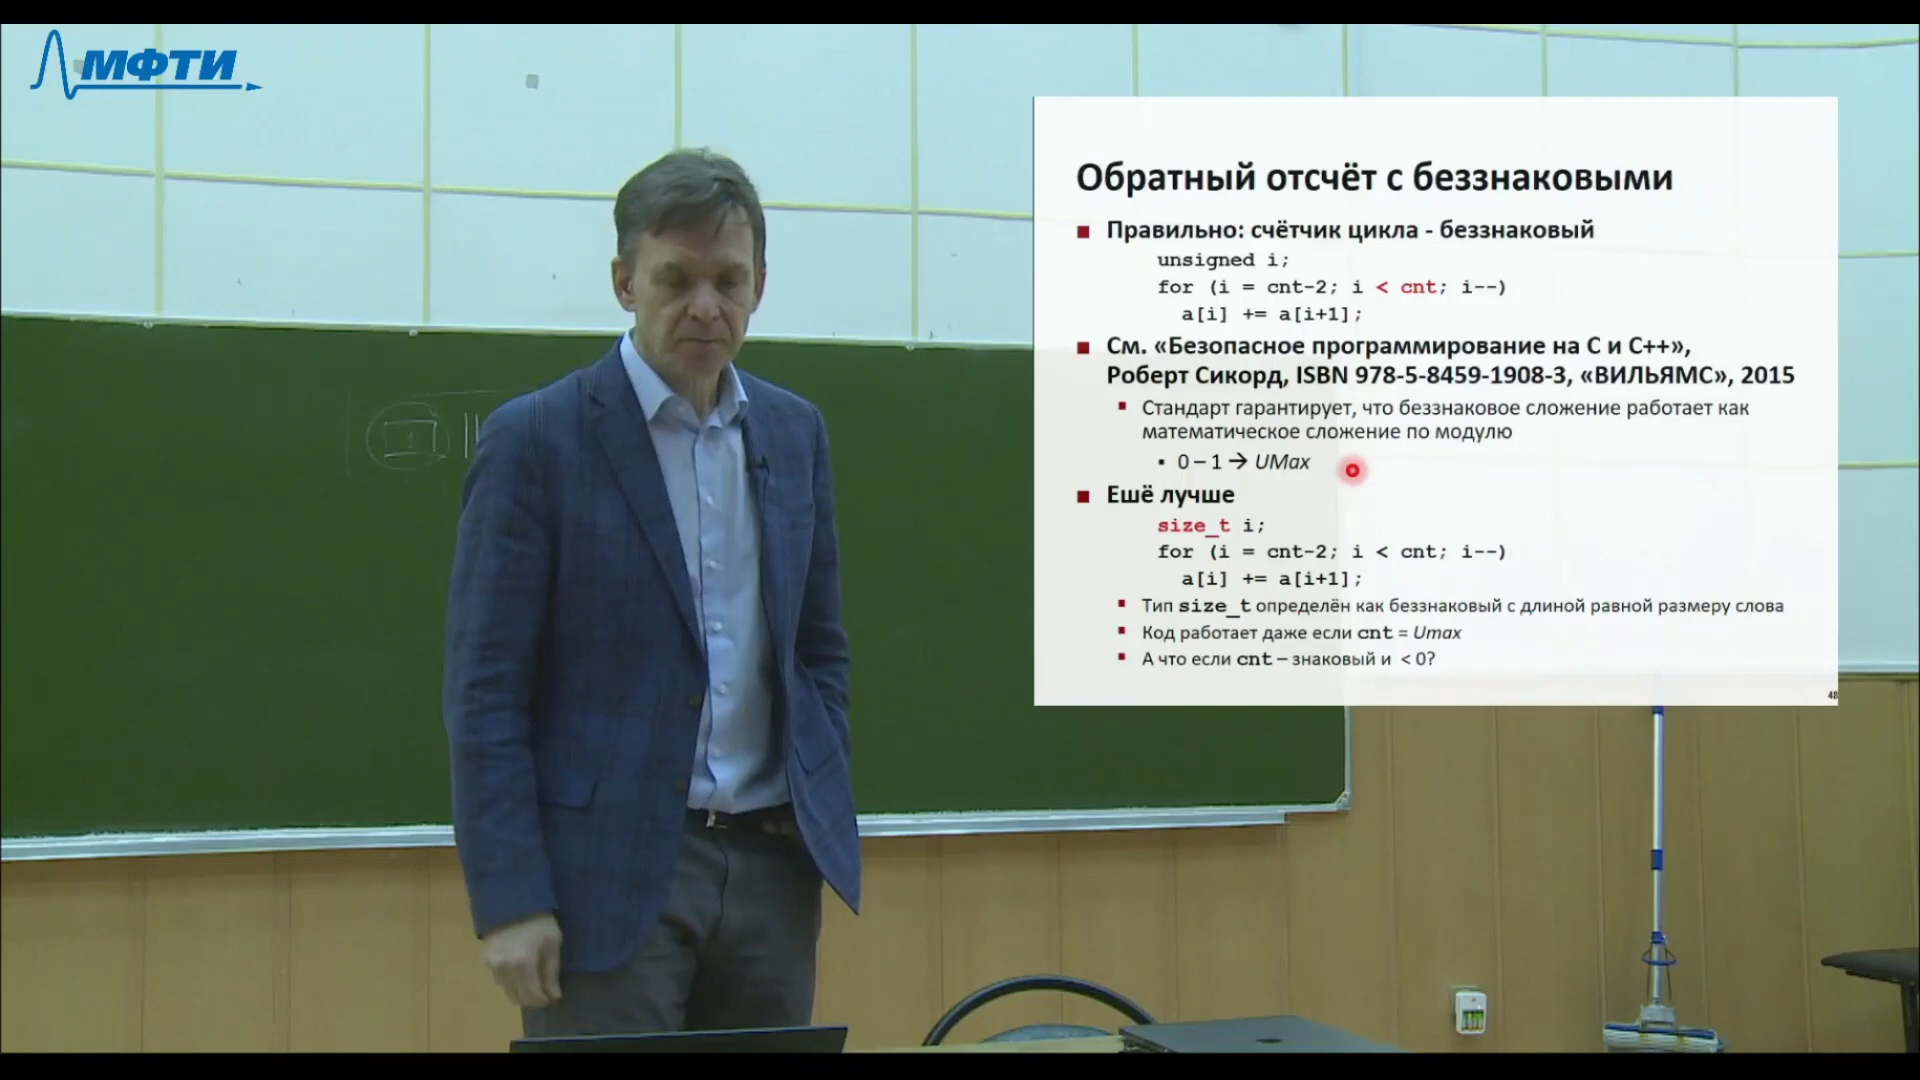 МФТИ
Обратный отсчёт с беззнаковыми
Правильно: счётчик цикла - беззнаковый
unsigned i;
for (i = cnt-2; i < cnt; i--)
a[i] += a[i+1];
См. «Безопасное программирование на С и С++»,
Роберт Сикорд, ISBN 978-5-8459-1908-3, «ВИЛЬЯМС», 2015
Стандарт гарантирует, что беззнаковое сложение работает как
математическое сложение по модулю
0 – 1 → UMax
Ешё лучше
size_t i;
for (i = cnt-2; i < cnt; i--)
a[i] += a[i+1];
Тип size_t определён как беззнаковый с длиной равной размеру слова
Код работает даже если cnt = Umax
А что если cnt – знаковый и < 0?
48